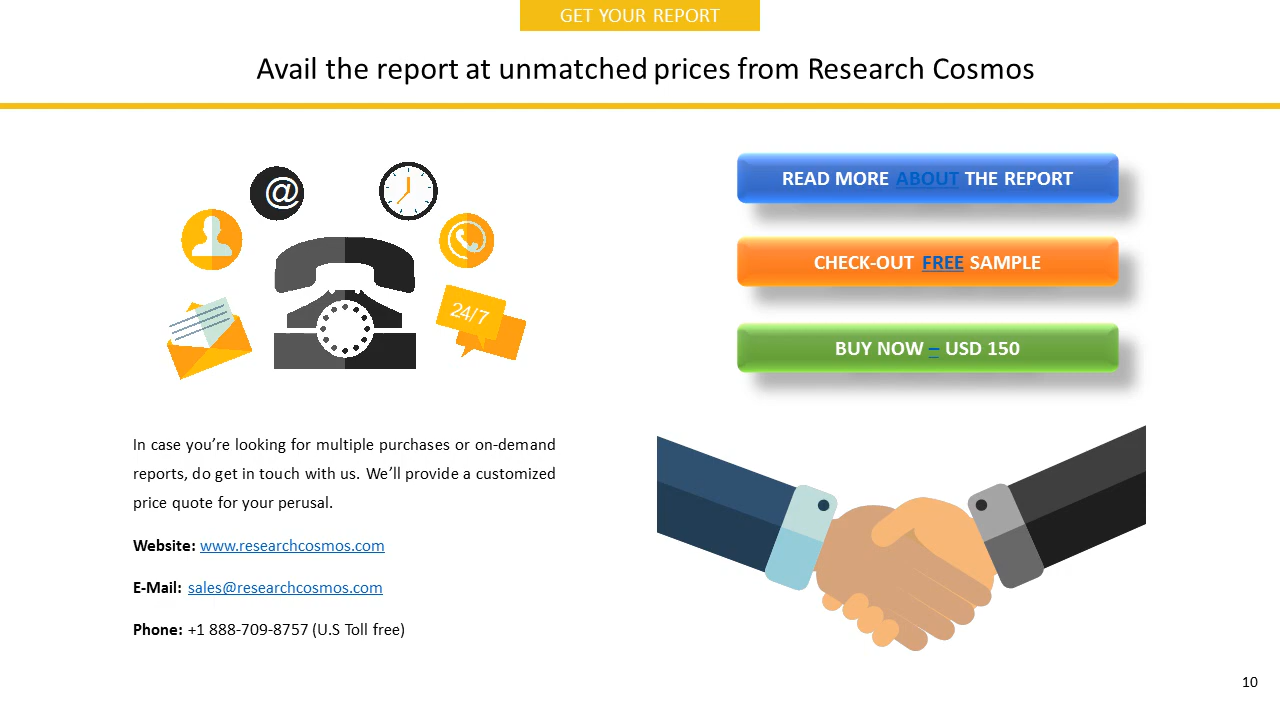 GET YOUR REPORT
Avail the report at unmatched prices from Research Cosmos
@
24/7
READ MORE ABOUT THE REPORT
CHECK-OUT FREE SAMPLE
BUY NOW – USD 150
In case you’re looking for multiple purchases or on-demand
reports, do get in touch with us. We’ll provide a customized
price quote for your perusal.
Website: www.researchcosmos.com
E-Mail: sales@researchcosmos.com
Phone: +1 888-709-8757 (U.S Toll free)
10